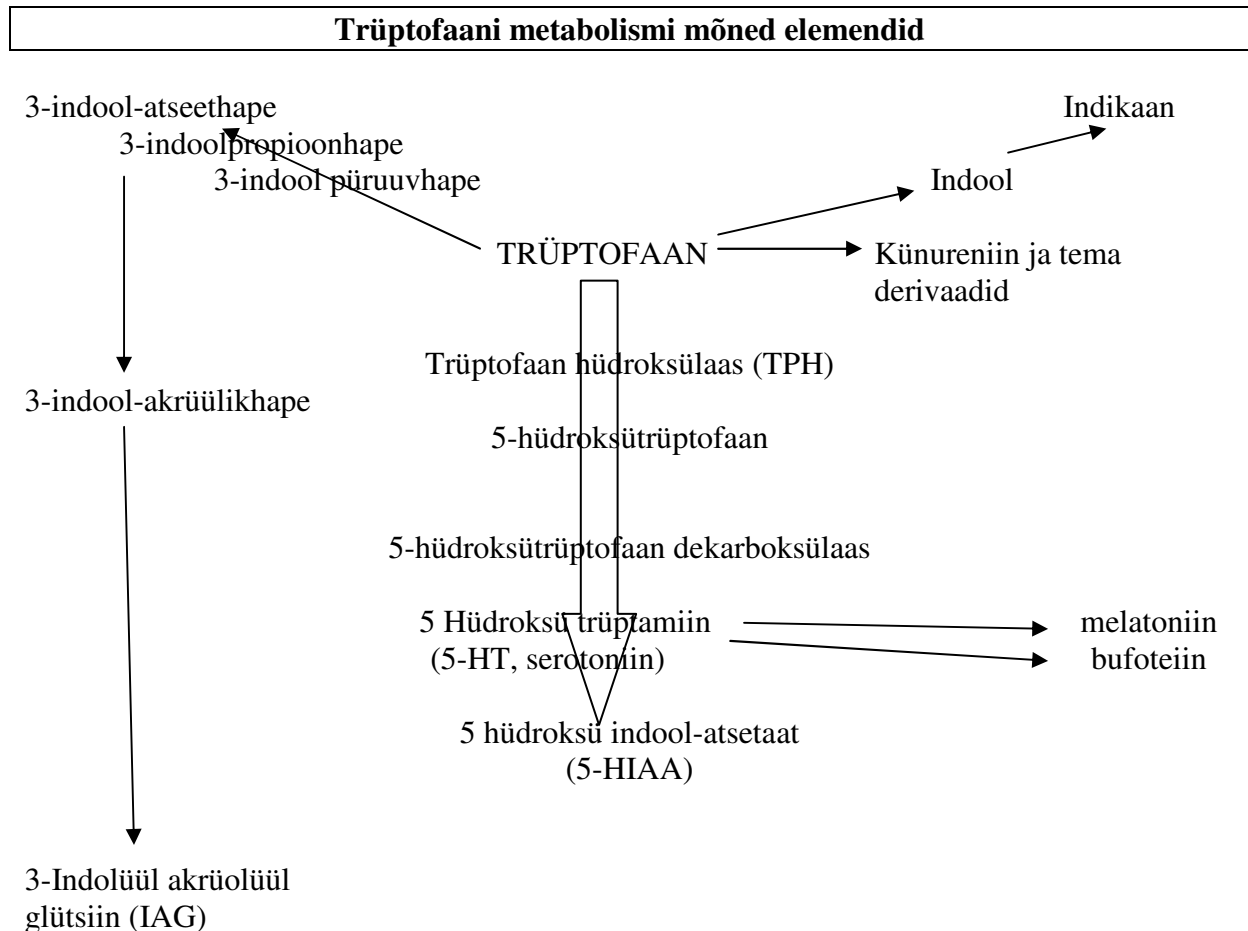 Trüptofaani metabolismi mõned elemendid
3-indool-atseethape
Indikaan
3-indoolpropioonhape
3-indool püruuvhape
Indool
TRÜPTOFAAN
Künureniin ja tema
derivaadid
Trüptofaan hüdroksülaas (TPH)
3-indool-akrüülikhape
5-hüdroksütrüptofaan
5-hüdroksütrüptofaan dekarboksülaas
5 Hüdroksü trüptamiin
(5-HT, serotoniin)
melatoniin
bufoteiin
5 hüdroksü indool-atsetaat
(5-HIAA)
3-Indolüül akrüolüül
glütsiin (IAG)